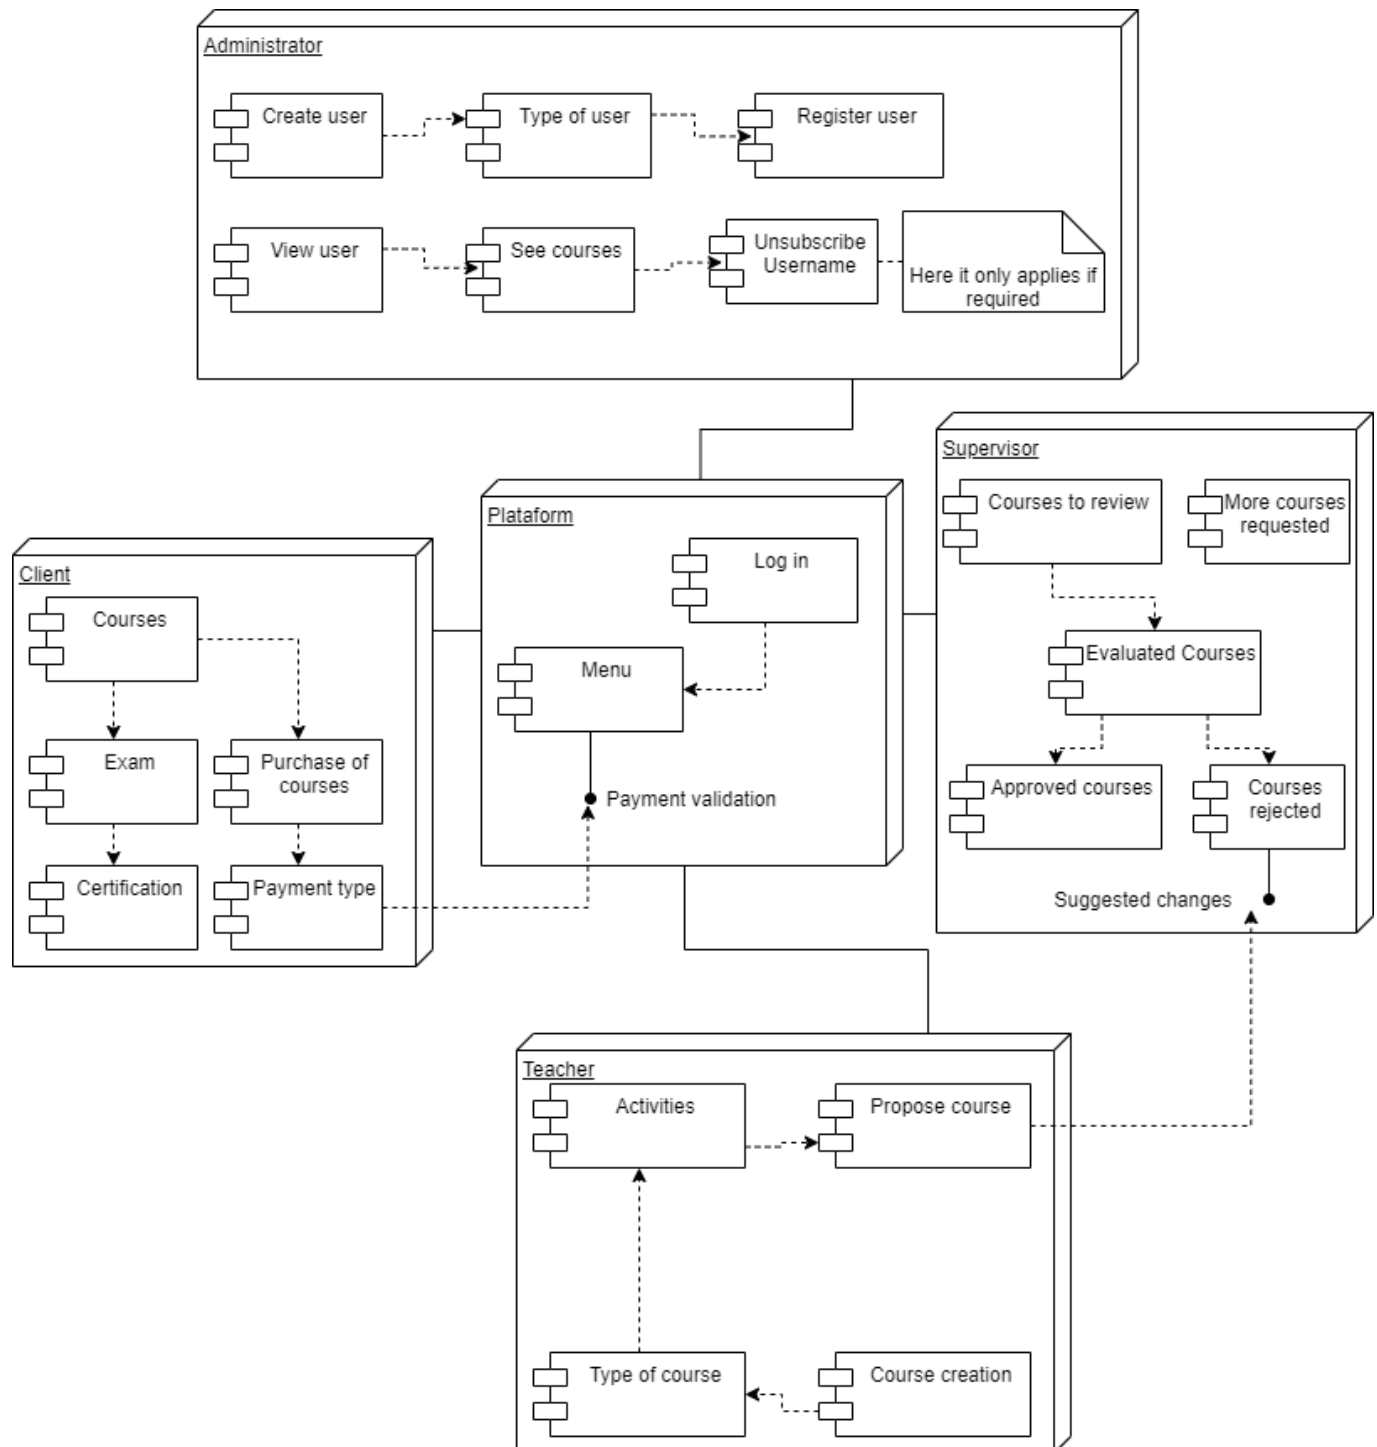 Administrator
Create user
Type of user
Register user
View user
See courses
Unsubscribe
Username
Here it only applies if
required
Supervisor
Courses to review
More courses
requested
Evaluated Courses
Approved courses
Courses
rejected
Suggested changes
Plataform
Log in
Menu
Payment validation
Client
Courses
Exam
Purchase of
courses
Certification
Payment type
Teacher
Activities
Propose course
Type of course
Course creation